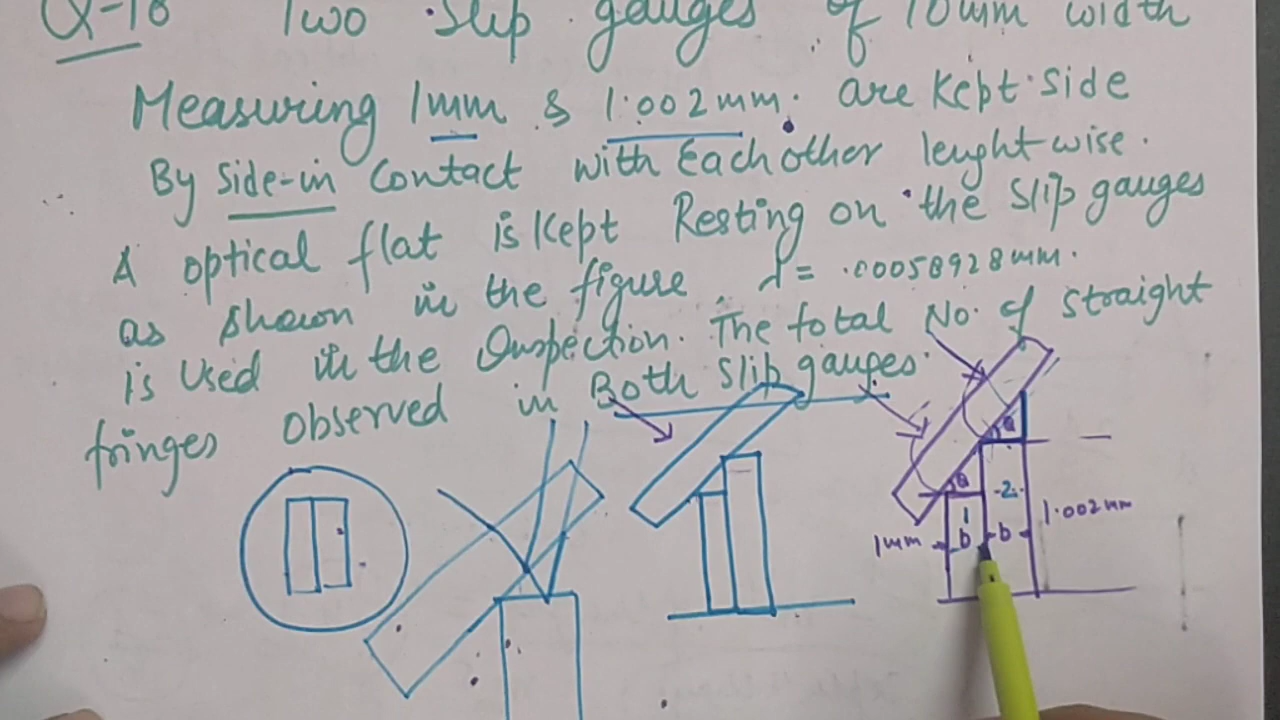 Q-18 Two Slip gauges of 10mm width
Measuring 1mm & 1.002mm. are Kept Side
By Side-in Contact with Each other lenght wise.
A optical flat is Kept Resting on the Slip gauges
as shown in the figure, λ = .00058928mm.
is Used in the Inspection. The total No. of Straight
fringes observed in Both Slip gauges.
θ
θ
-2-
1
1mm b b 1.002mm